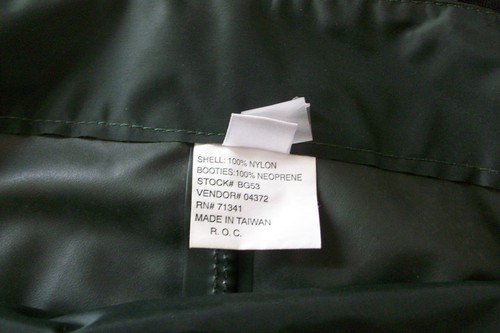 SHELL: 100% NYLON
BOOTIES:100% NEOPRENE
STOCK# BG53
VENDOR# 04372
RN# 71341
MADE IN TAIWAN
R. O. C.